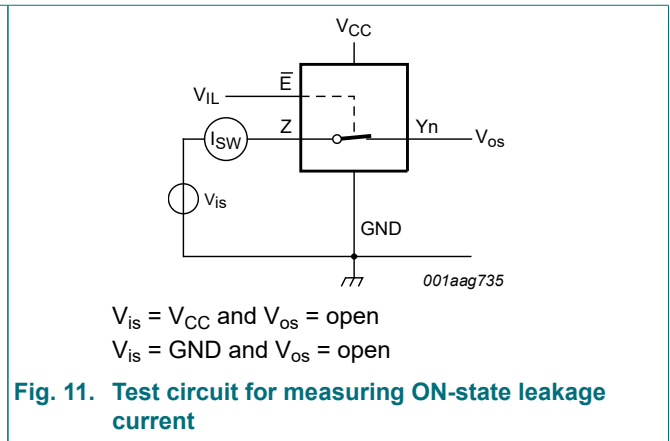 VCC
E̅
VIL
ISW
Z
Yn
Vos
Vis
GND
001aag735
Vis = VCC and Vos = open
Vis = GND and Vos = open
Fig. 11. Test circuit for measuring ON-state leakage
current